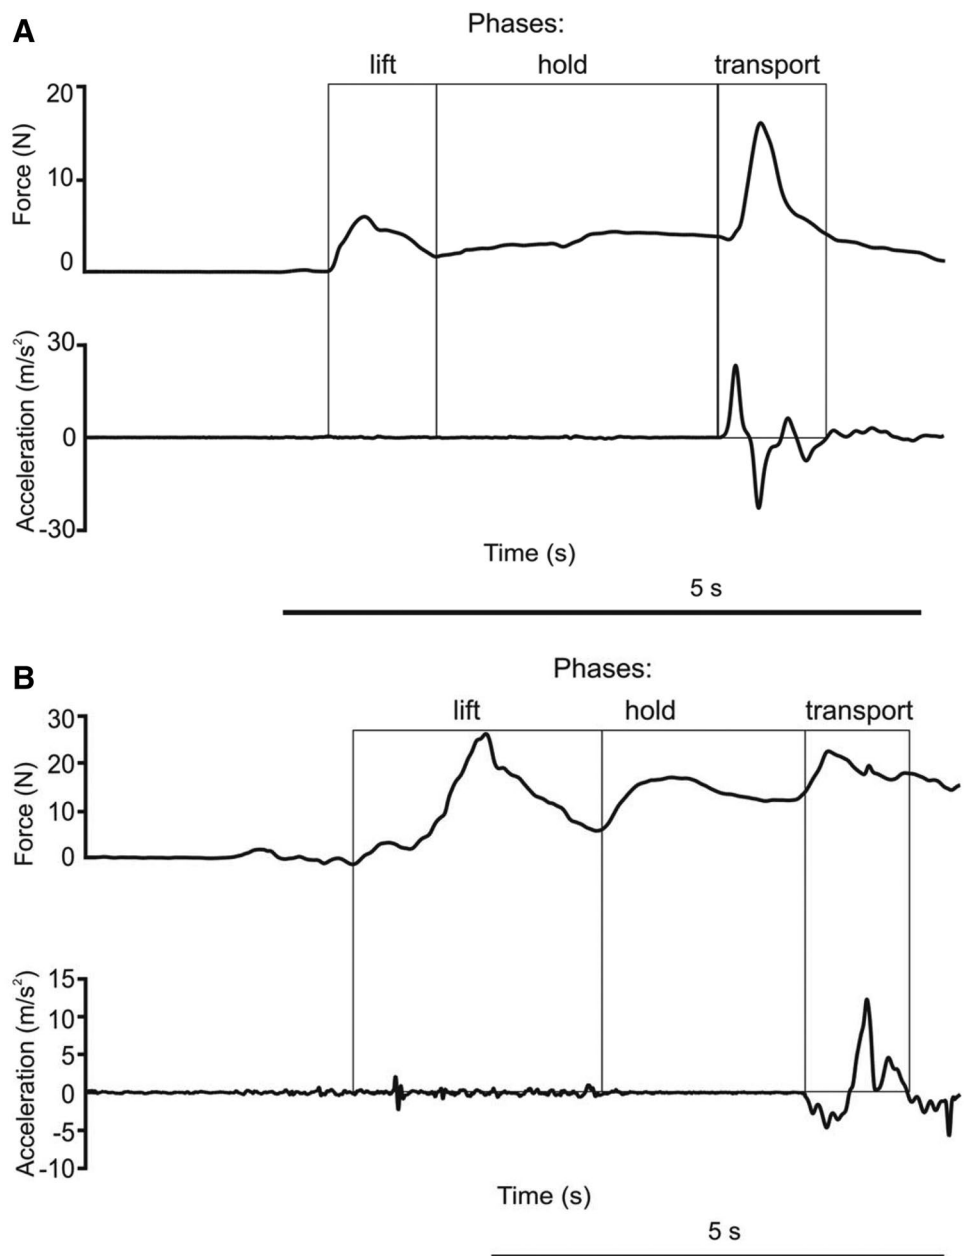 A
Phases:
lift hold transport
Force (N)
20
10
0
Acceleration (m/s²)
30
0
-30
Time (s)
5 s
B
Phases:
lift hold transport
Force (N)
30
20
10
0
Acceleration (m/s²)
15
10
5
0
-5
-10
Time (s)
5 s